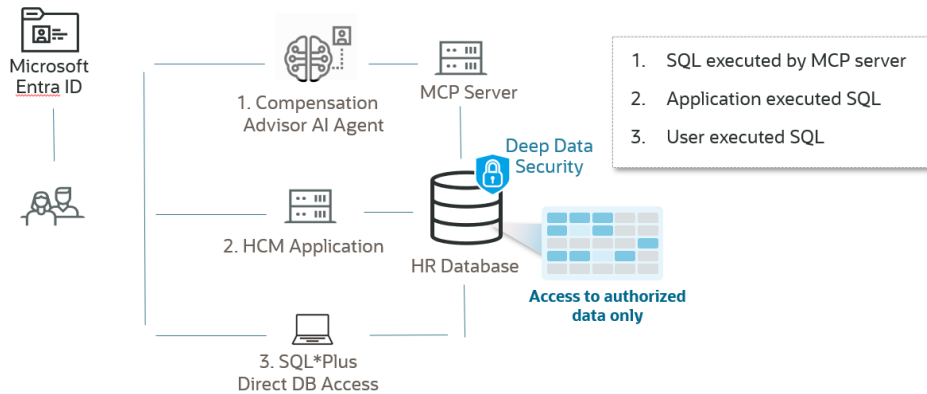 Microsoft
Entra ID
1. Compensation
Advisor AI Agent
MCP Server
1. SQL executed by MCP server
2. Application executed SQL
3. User executed SQL
Deep Data
Security
2. HCM Application
HR Database
Access to authorized
data only
3. SQL*Plus
Direct DB Access